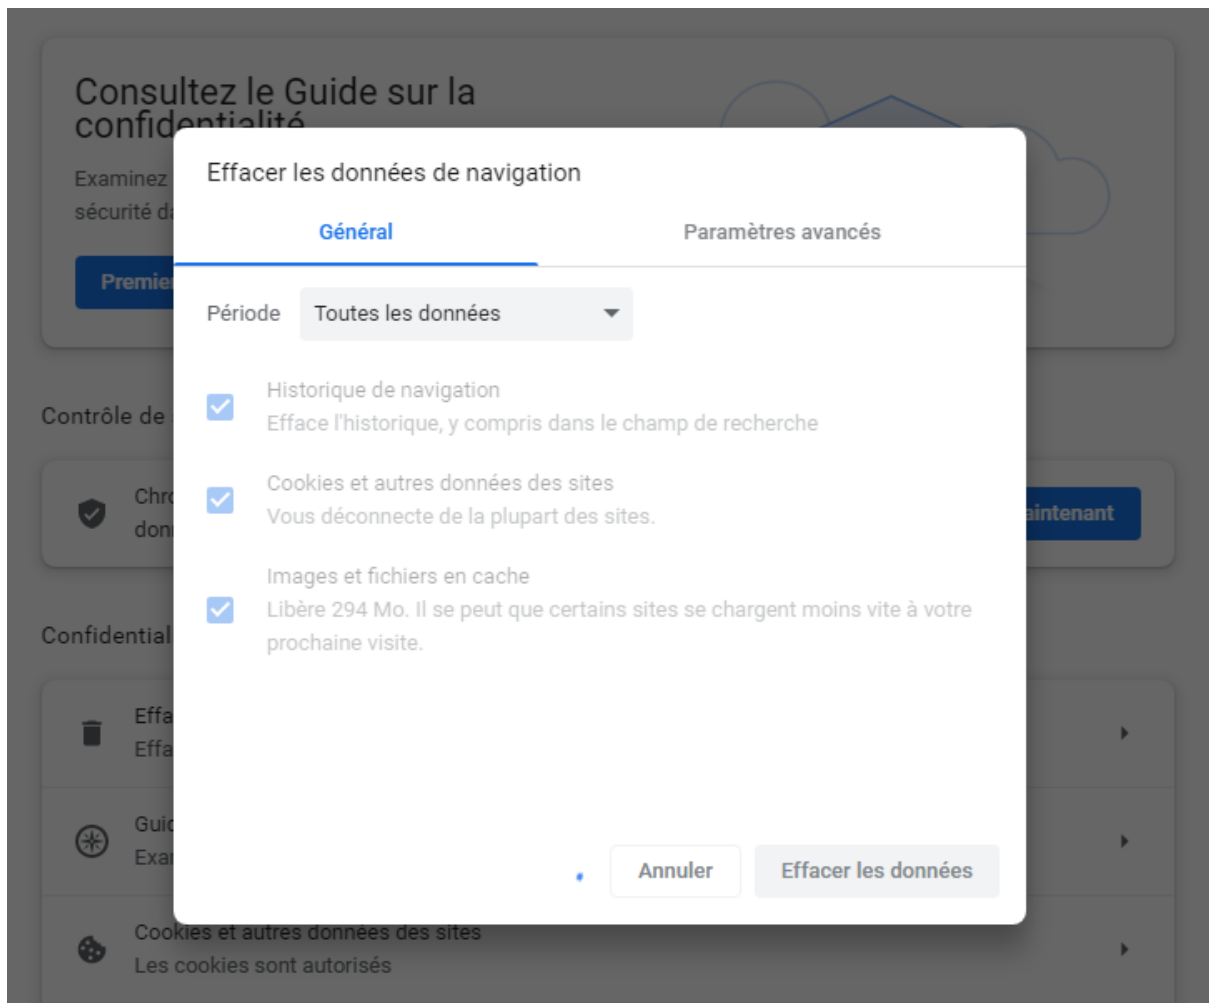 Consultez le Guide sur la
confidentialité
Examinez
sécurité
Effacer les données de navigation
Général
Paramètres avancés
Période
Toutes les données
Historique de navigation
Efface l'historique, y compris dans le champ de recherche
Contrôle de
Cookies et autres données des sites
Vous déconnecte de la plupart des sites.
Images et fichiers en cache
Libère 294 Mo. Il se peut que certains sites se chargent moins vite à votre
prochaine visite.
Annuler
Effacer les données
Cookies et autres données des sites
Les cookies sont autorisés